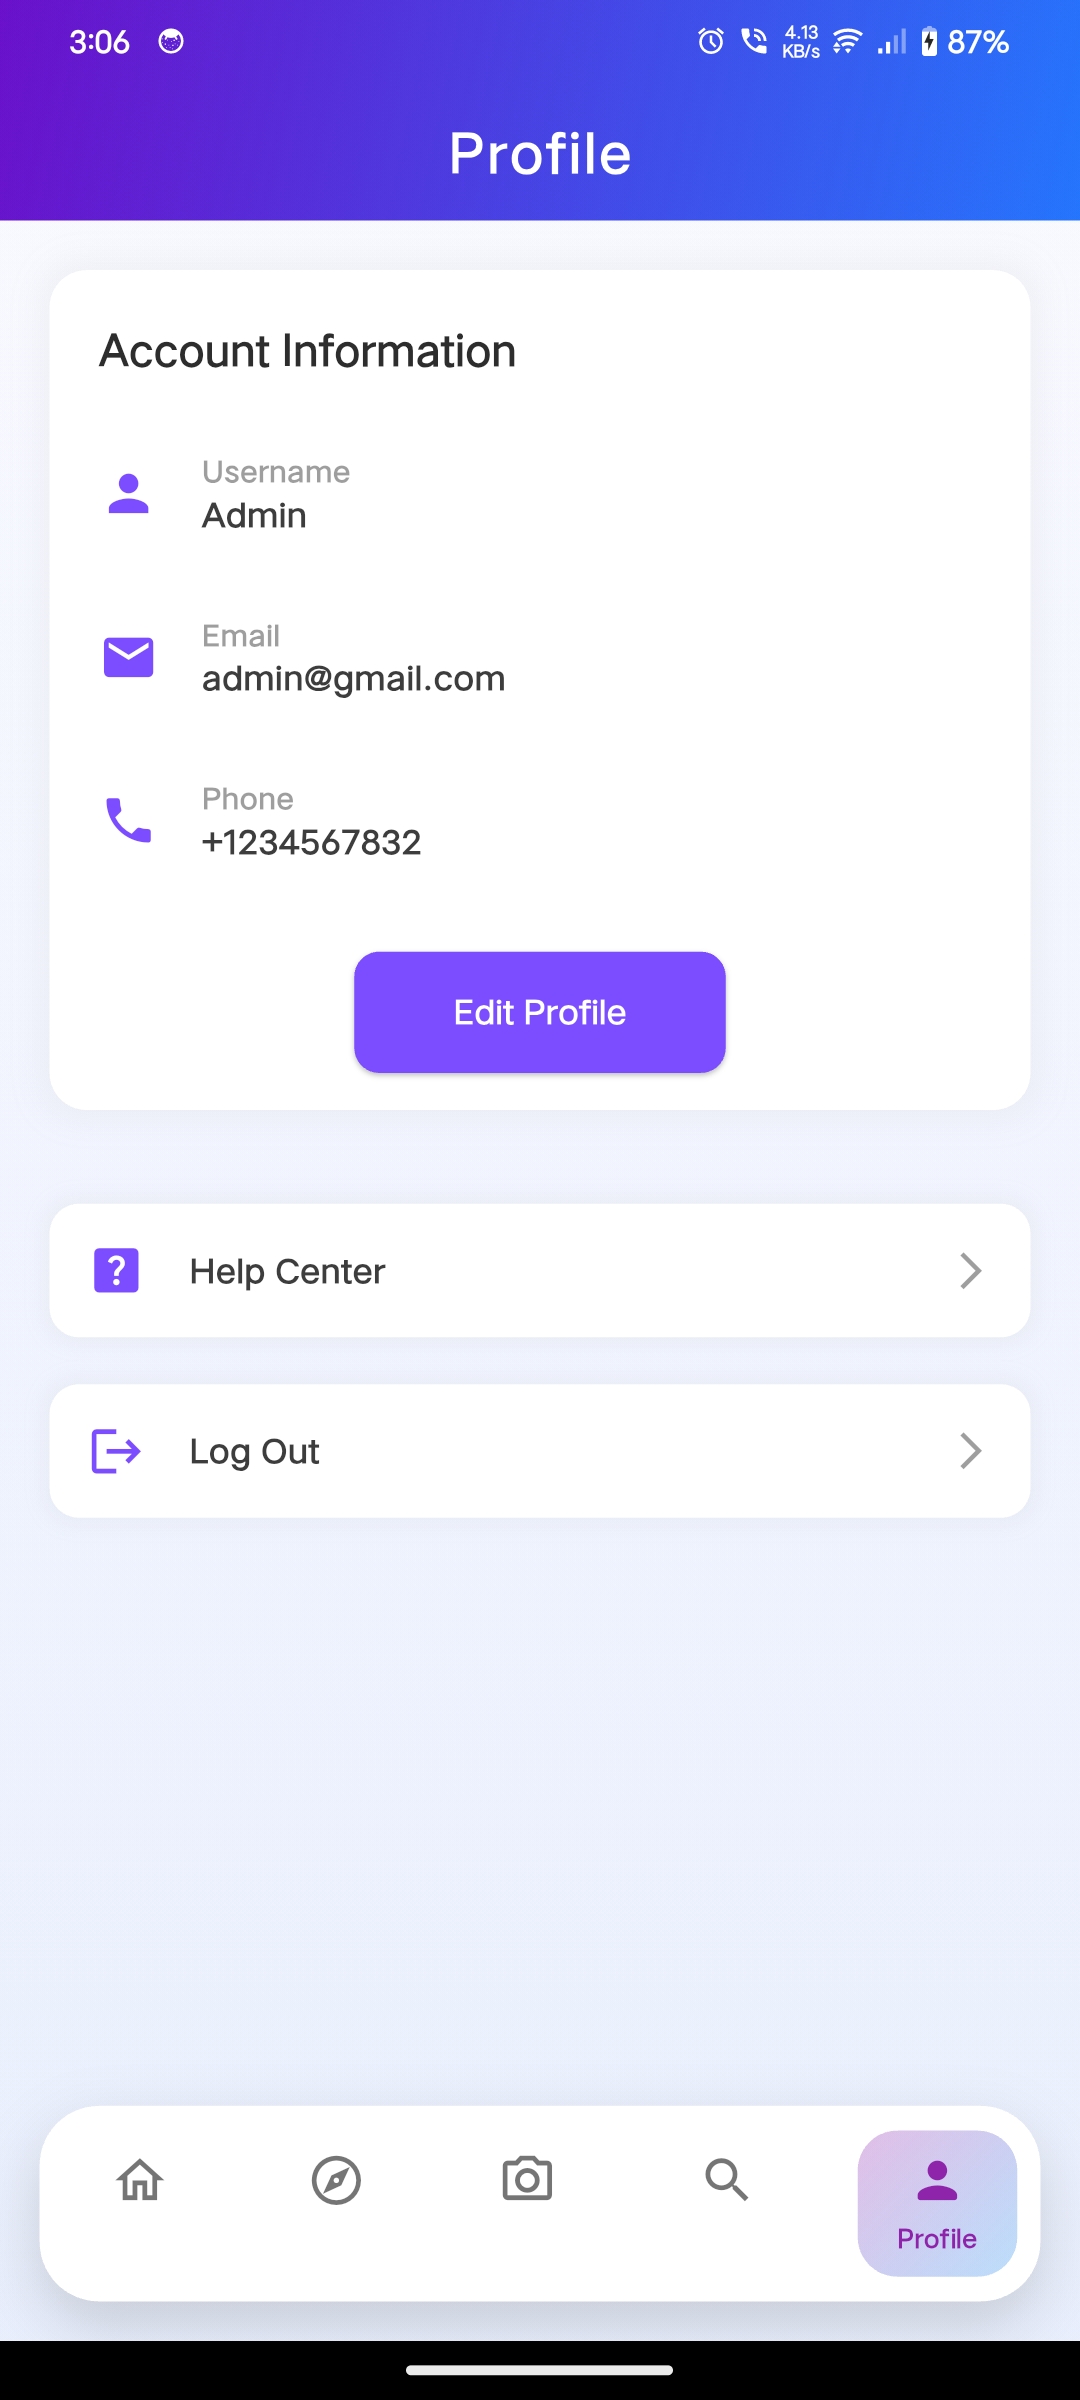 3:06 4.13 KB/s 87%
Profile
Account Information
Username
Admin
Email
admin@gmail.com
Phone
+1234567832
Edit Profile
Help Center
Log Out
Profile